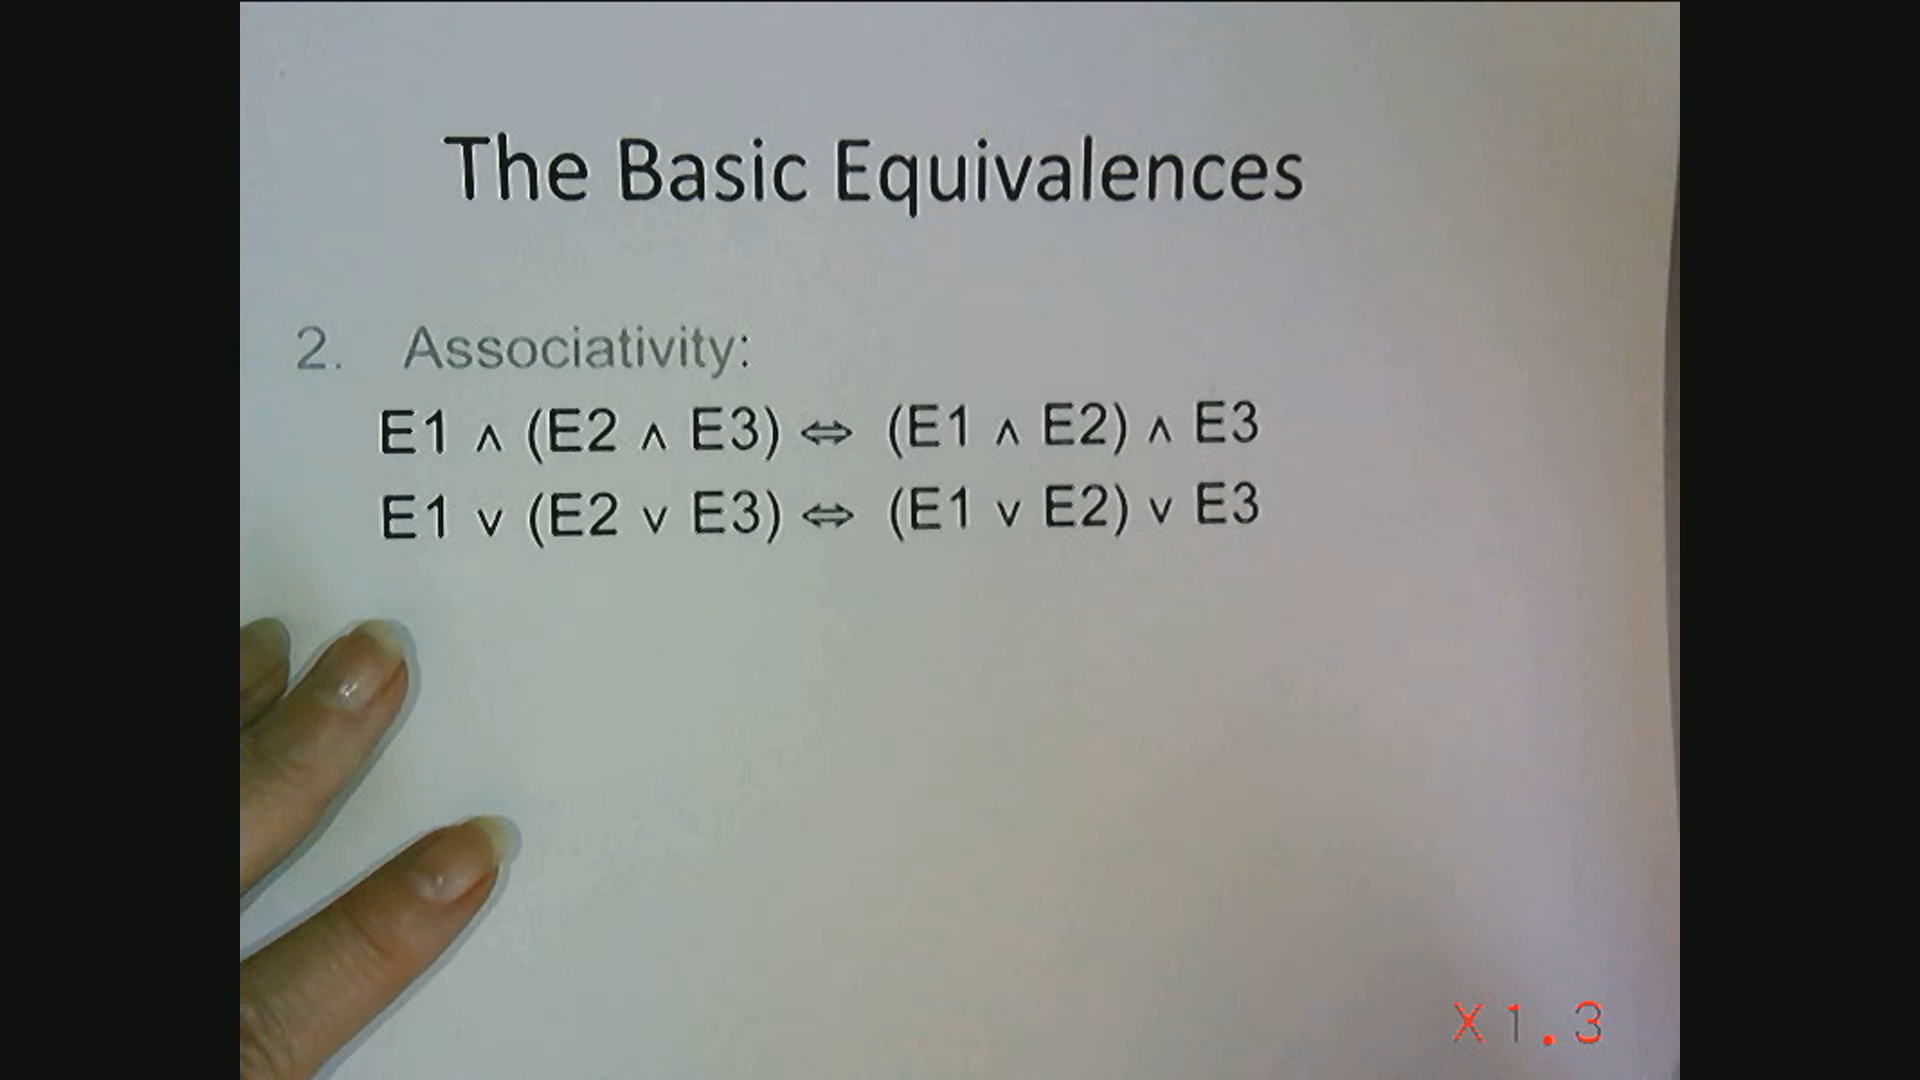 The Basic Equivalences
2. Associativity:
E1 ∧ (E2 ∧ E3) ⇔ (E1 ∧ E2) ∧ E3
E1 ∨ (E2 ∨ E3) ⇔ (E1 ∨ E2) ∨ E3
X1.3